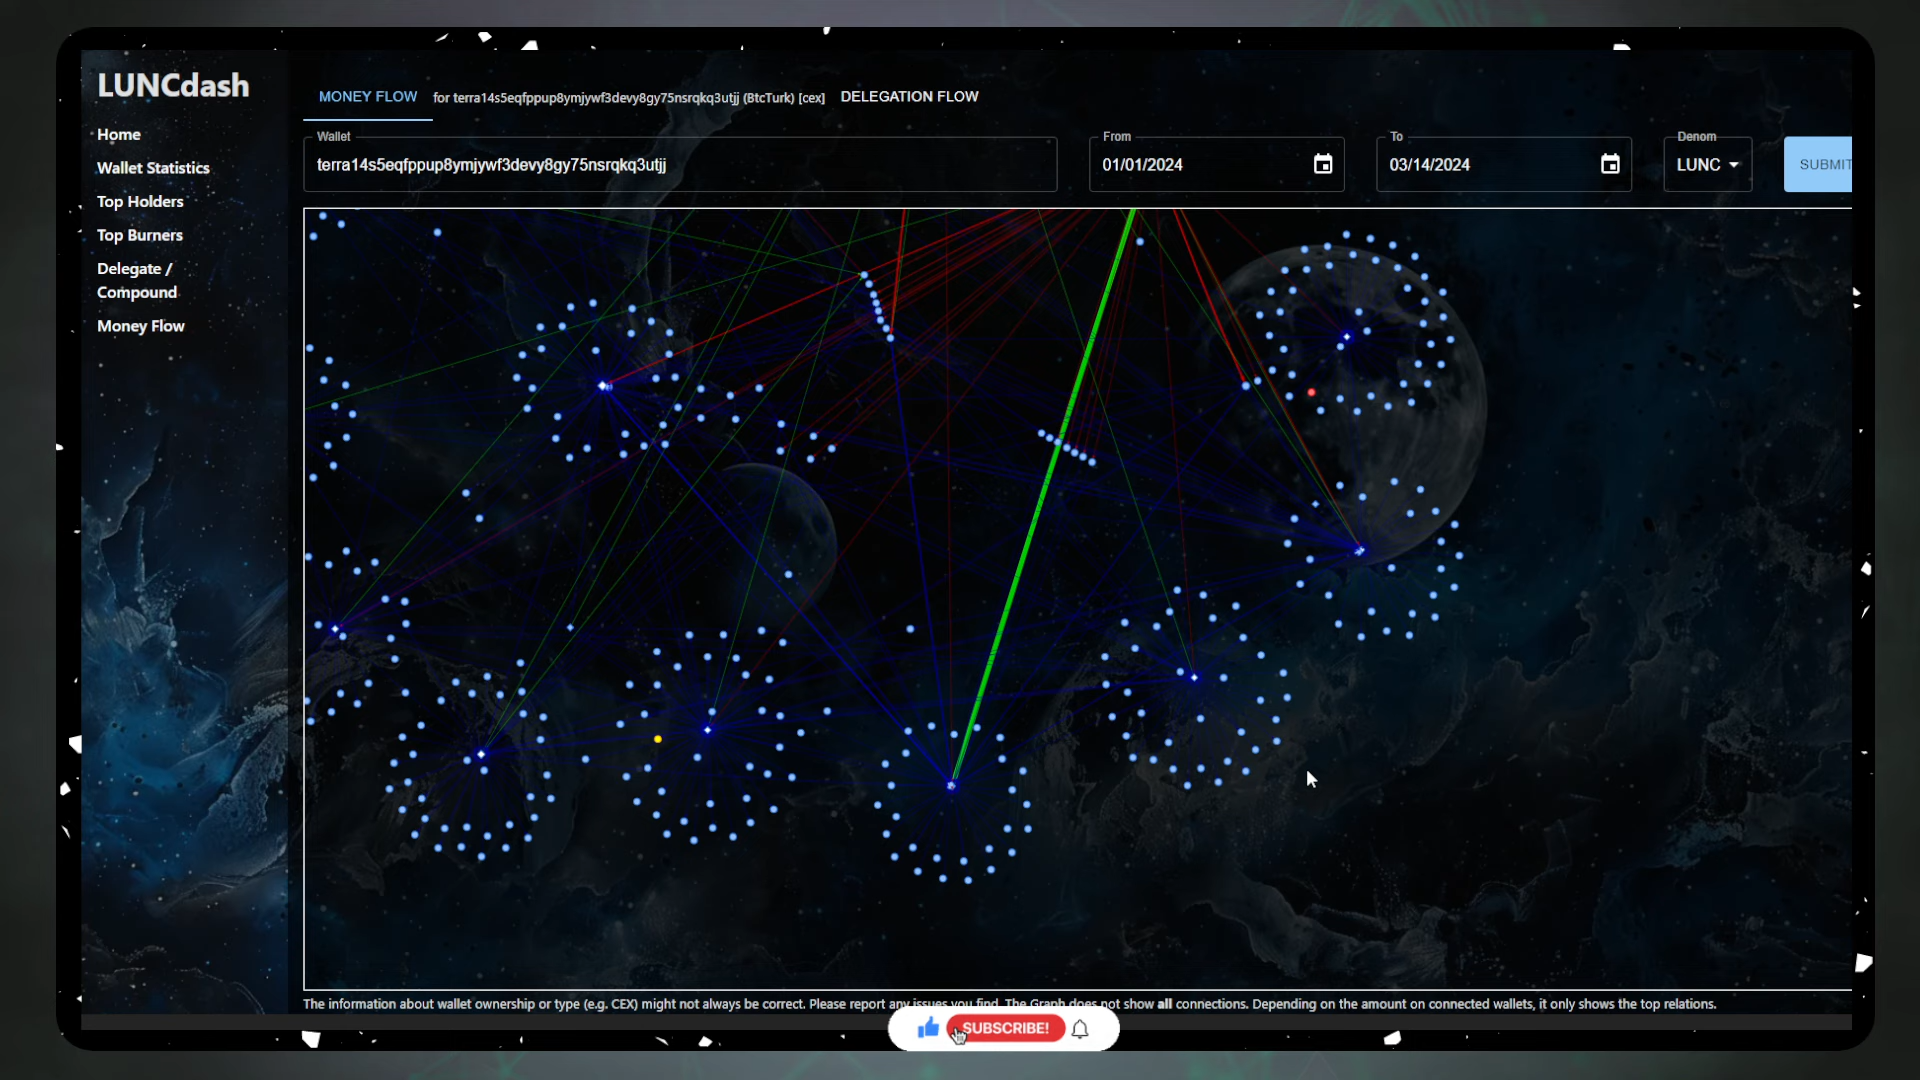 LUNCdash
Home
Wallet Statistics
Top Holders
Top Burners
Delegate /
Compound
Money Flow
MONEY FLOW for terra14s5eqfppup8ymjywf3devy8gy75nsrqkq3utjj (BtcTurk) [cex] DELEGATION FLOW
Wallet From To Denom
terra14s5eqfppup8ymjywf3devy8gy75nsrqkq3utjj 01/01/2024 03/14/2024 LUNC SUBMIT
The information about wallet ownership or type (e.g. CEX) might not always be correct. Please report any issues you find. The Graph does not show all connections. Depending on the amount on connected wallets, it only shows the top relations.
SUBSCRIBE!